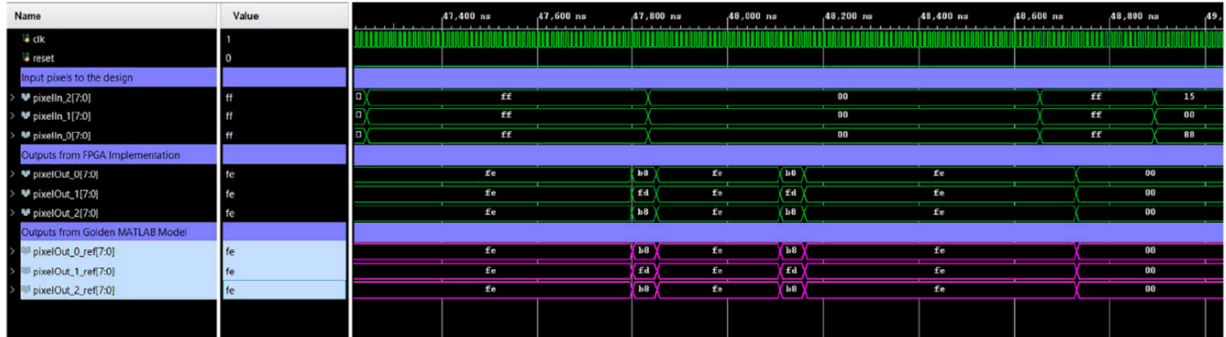 Name Value 47,400 ns 47,600 ns 47,800 ns 48,000 ns 48,200 ns 48,400 ns 48,600 ns 48,800 ns 49,
clk 1
reset 0
Input pixels to the design
pixelIn_2[7:0] ff ff 00 ff 15
pixelIn_1[7:0] ff ff 00 ff 00
pixelIn_0[7:0] ff ff 00 ff 88
Outputs from FPGA Implementation
pixelOut_0[7:0] fe fe b8 fe b8 fe 00
pixelOut_1[7:0] fe fe fd fe fd fe 00
pixelOut_2[7:0] fe fe b8 fe b8 fe 00
Outputs from Golden MATLAB Model
pixelOut_0_ref[7:0] fe fe b8 fe b8 fe 00
pixelOut_1_ref[7:0] fe fe fd fe fd fe 00
pixelOut_2_ref[7:0] fe fe b8 fe b8 fe 00